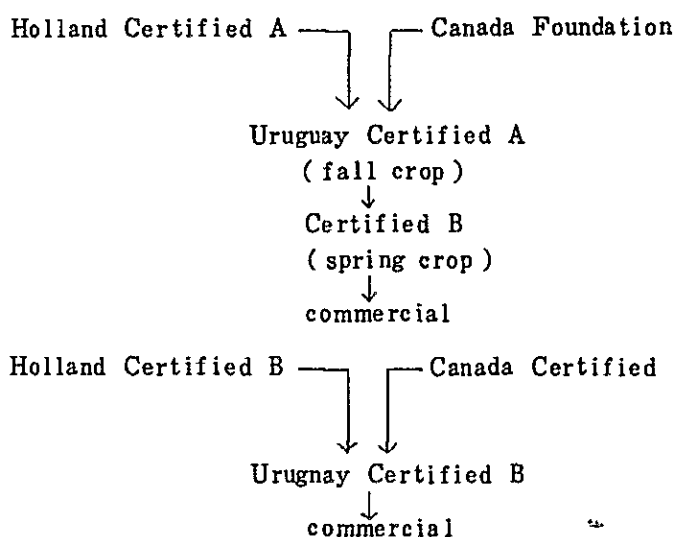 Holland Certified A Canada Foundation
Uruguay Certified A
( fall crop )
Certified B
( spring crop )
commercial
Holland Certified B Canada Certified
Urugnay Certified B
commercial